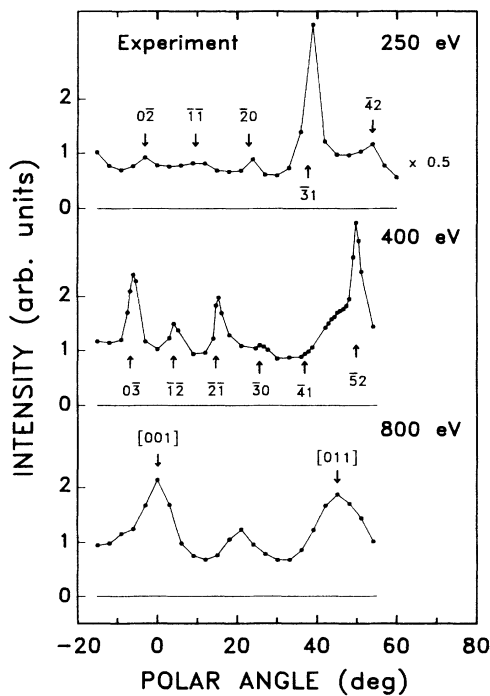 Experiment 250 eV
2
0̅2̅ 1̅1̅ 2̅0 4̅2
1 × 0.5
3̅1
0
400 eV
2
1
03̅ 1̅2̅ 2̅1̅ 3̅0 4̅1 5̅2
0
800 eV
[001] [011]
2
1
0
-20 0 20 40 60 80
POLAR ANGLE (deg)
INTENSITY (arb. units)